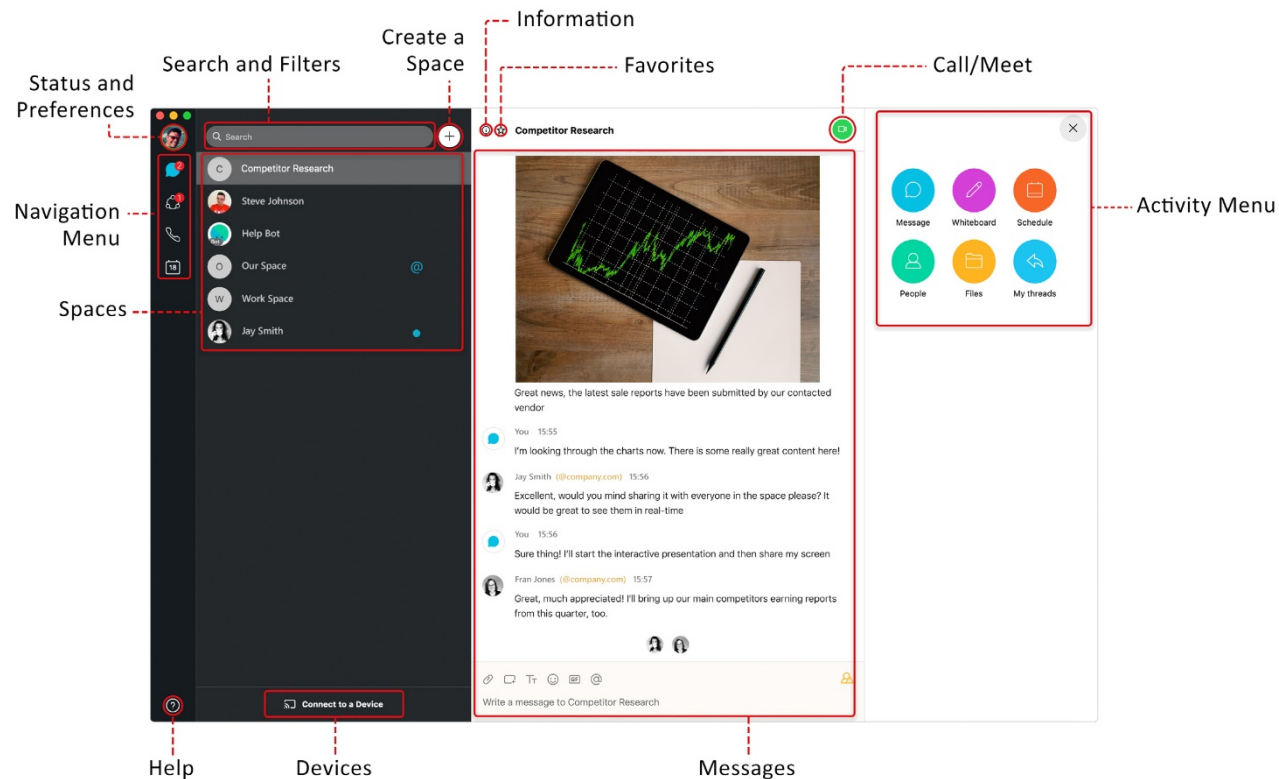 Information
Create a
Space
Search and Filters
Favorites
Call/Meet
Status and
Preferences
Search
Competitor Research
2
Competitor Research
C
Steve Johnson
1
Message
Whiteboard
Schedule
Activity Menu
Navigation
Menu
Help Bot
Bot
18
O
Our Space
@
People
Files
My threads
W
Work Space
Spaces
Jay Smith
Great news, the latest sale reports have been submitted by our contacted
vendor
You 15:55
I'm looking through the charts now. There is some really great content here!
Jay Smith (@company.com) 15:56
Excellent, would you mind sharing it with everyone in the space please? It
would be great to see them in real-time
You 15:56
Sure thing! I'll start the interactive presentation and then share my screen
Fran Jones (@company.com) 15:57
Great, much appreciated! I'll bring up our main competitors earning reports
from this quarter, too.
TT GIF @
Write a message to Competitor Research
?
Connect to a Device
Help
Devices
Messages